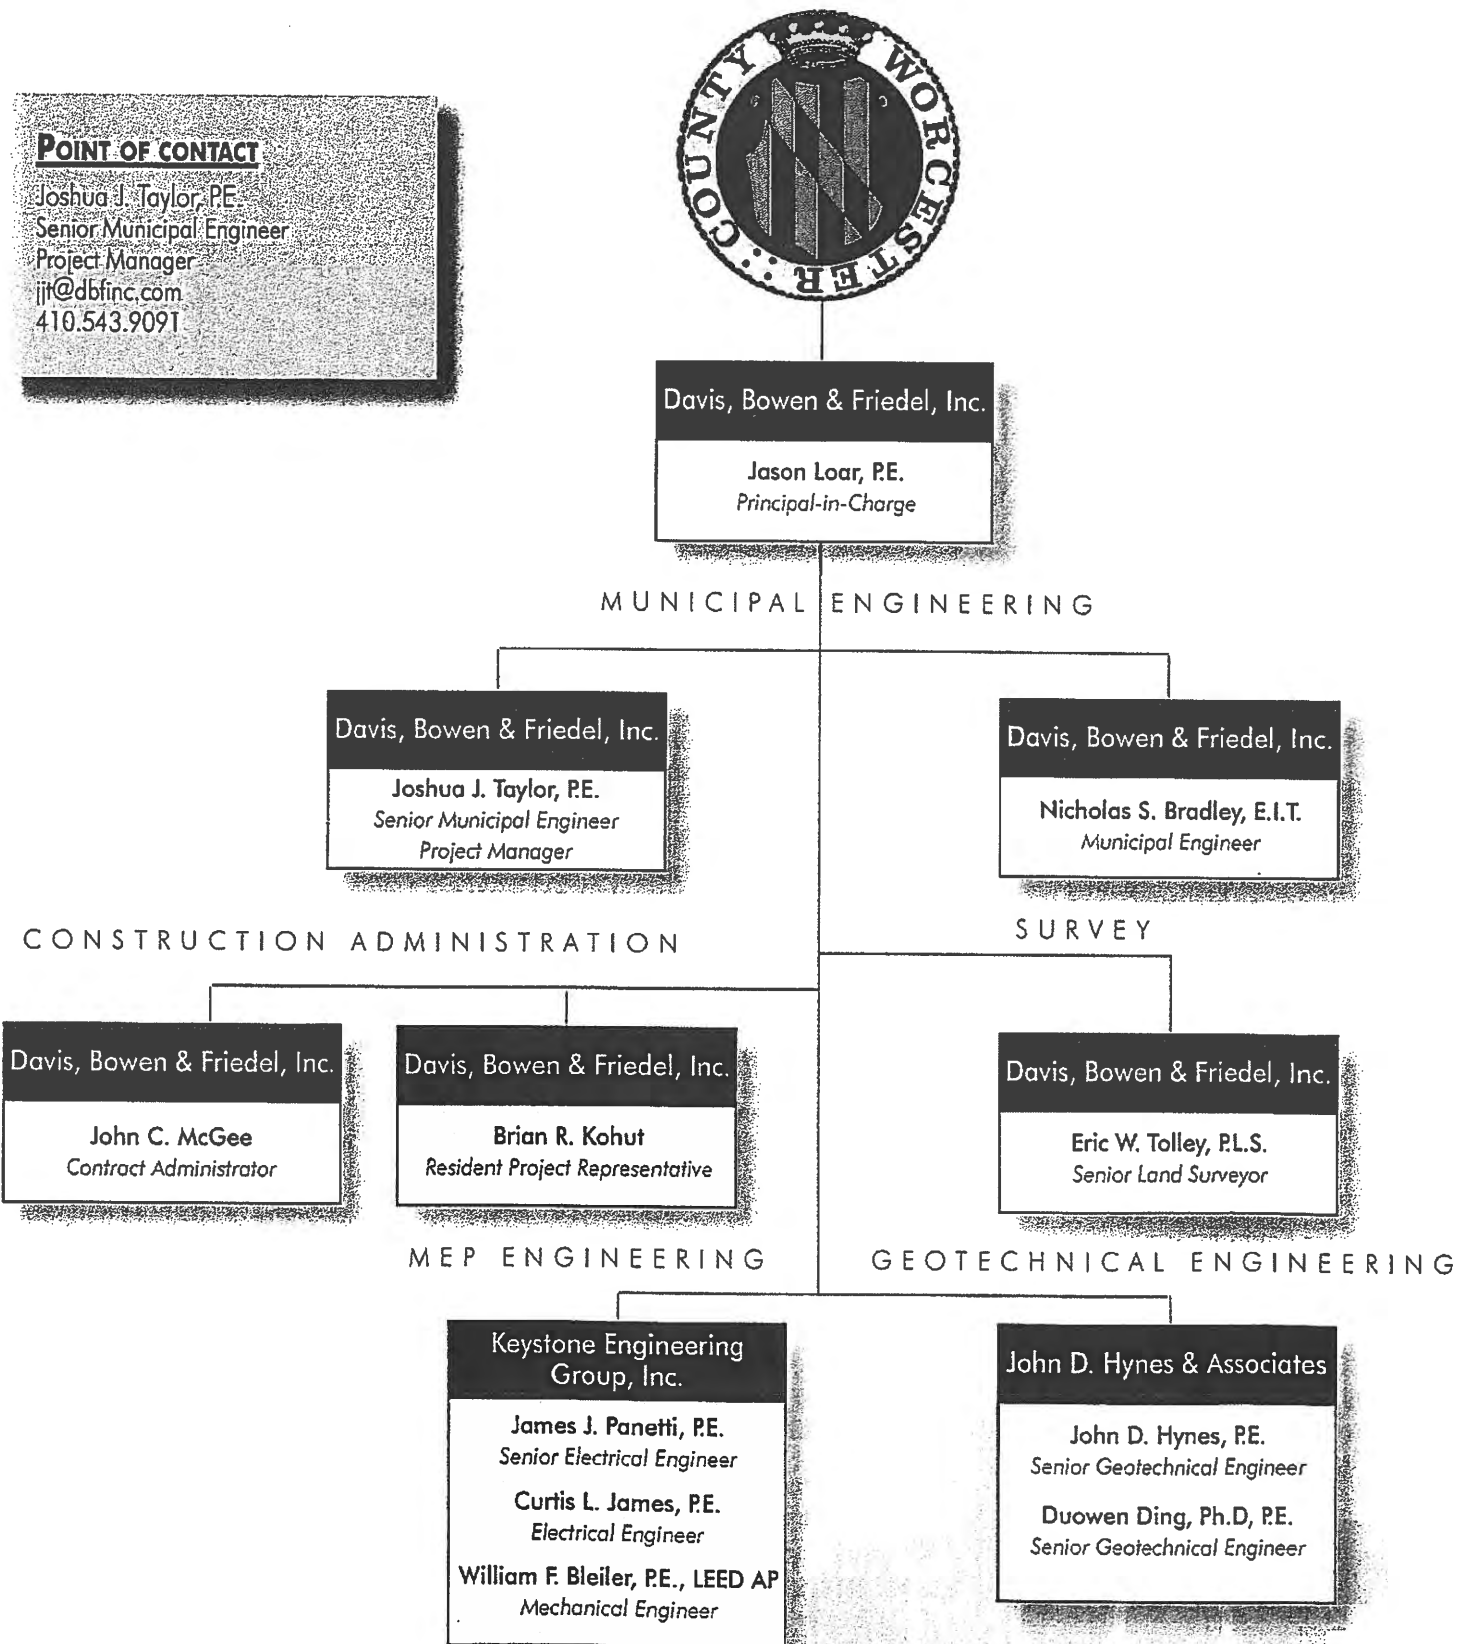 POINT OF CONTACT
Joshua J. Taylor, P.E.
Senior Municipal Engineer
Project Manager
jjt@dbfinc.com
410.543.9091
WORCESTER COUNTY
Davis, Bowen & Friedel, Inc.
Jason Loar, P.E.
Principal-in-Charge
MUNICIPAL ENGINEERING
Davis, Bowen & Friedel, Inc.
Joshua J. Taylor, P.E.
Senior Municipal Engineer
Project Manager
Davis, Bowen & Friedel, Inc.
Nicholas S. Bradley, E.I.T.
Municipal Engineer
CONSTRUCTION ADMINISTRATION
SURVEY
Davis, Bowen & Friedel, Inc.
John C. McGee
Contract Administrator
Davis, Bowen & Friedel, Inc.
Brian R. Kohut
Resident Project Representative
Davis, Bowen & Friedel, Inc.
Eric W. Tolley, P.L.S.
Senior Land Surveyor
MEP ENGINEERING
GEOTECHNICAL ENGINEERING
Keystone Engineering
Group, Inc.
James J. Panetti, P.E.
Senior Electrical Engineer
Curtis L. James, P.E.
Electrical Engineer
William F. Bleiler, P.E., LEED AP
Mechanical Engineer
John D. Hynes & Associates
John D. Hynes, P.E.
Senior Geotechnical Engineer
Duowen Ding, Ph.D, P.E.
Senior Geotechnical Engineer